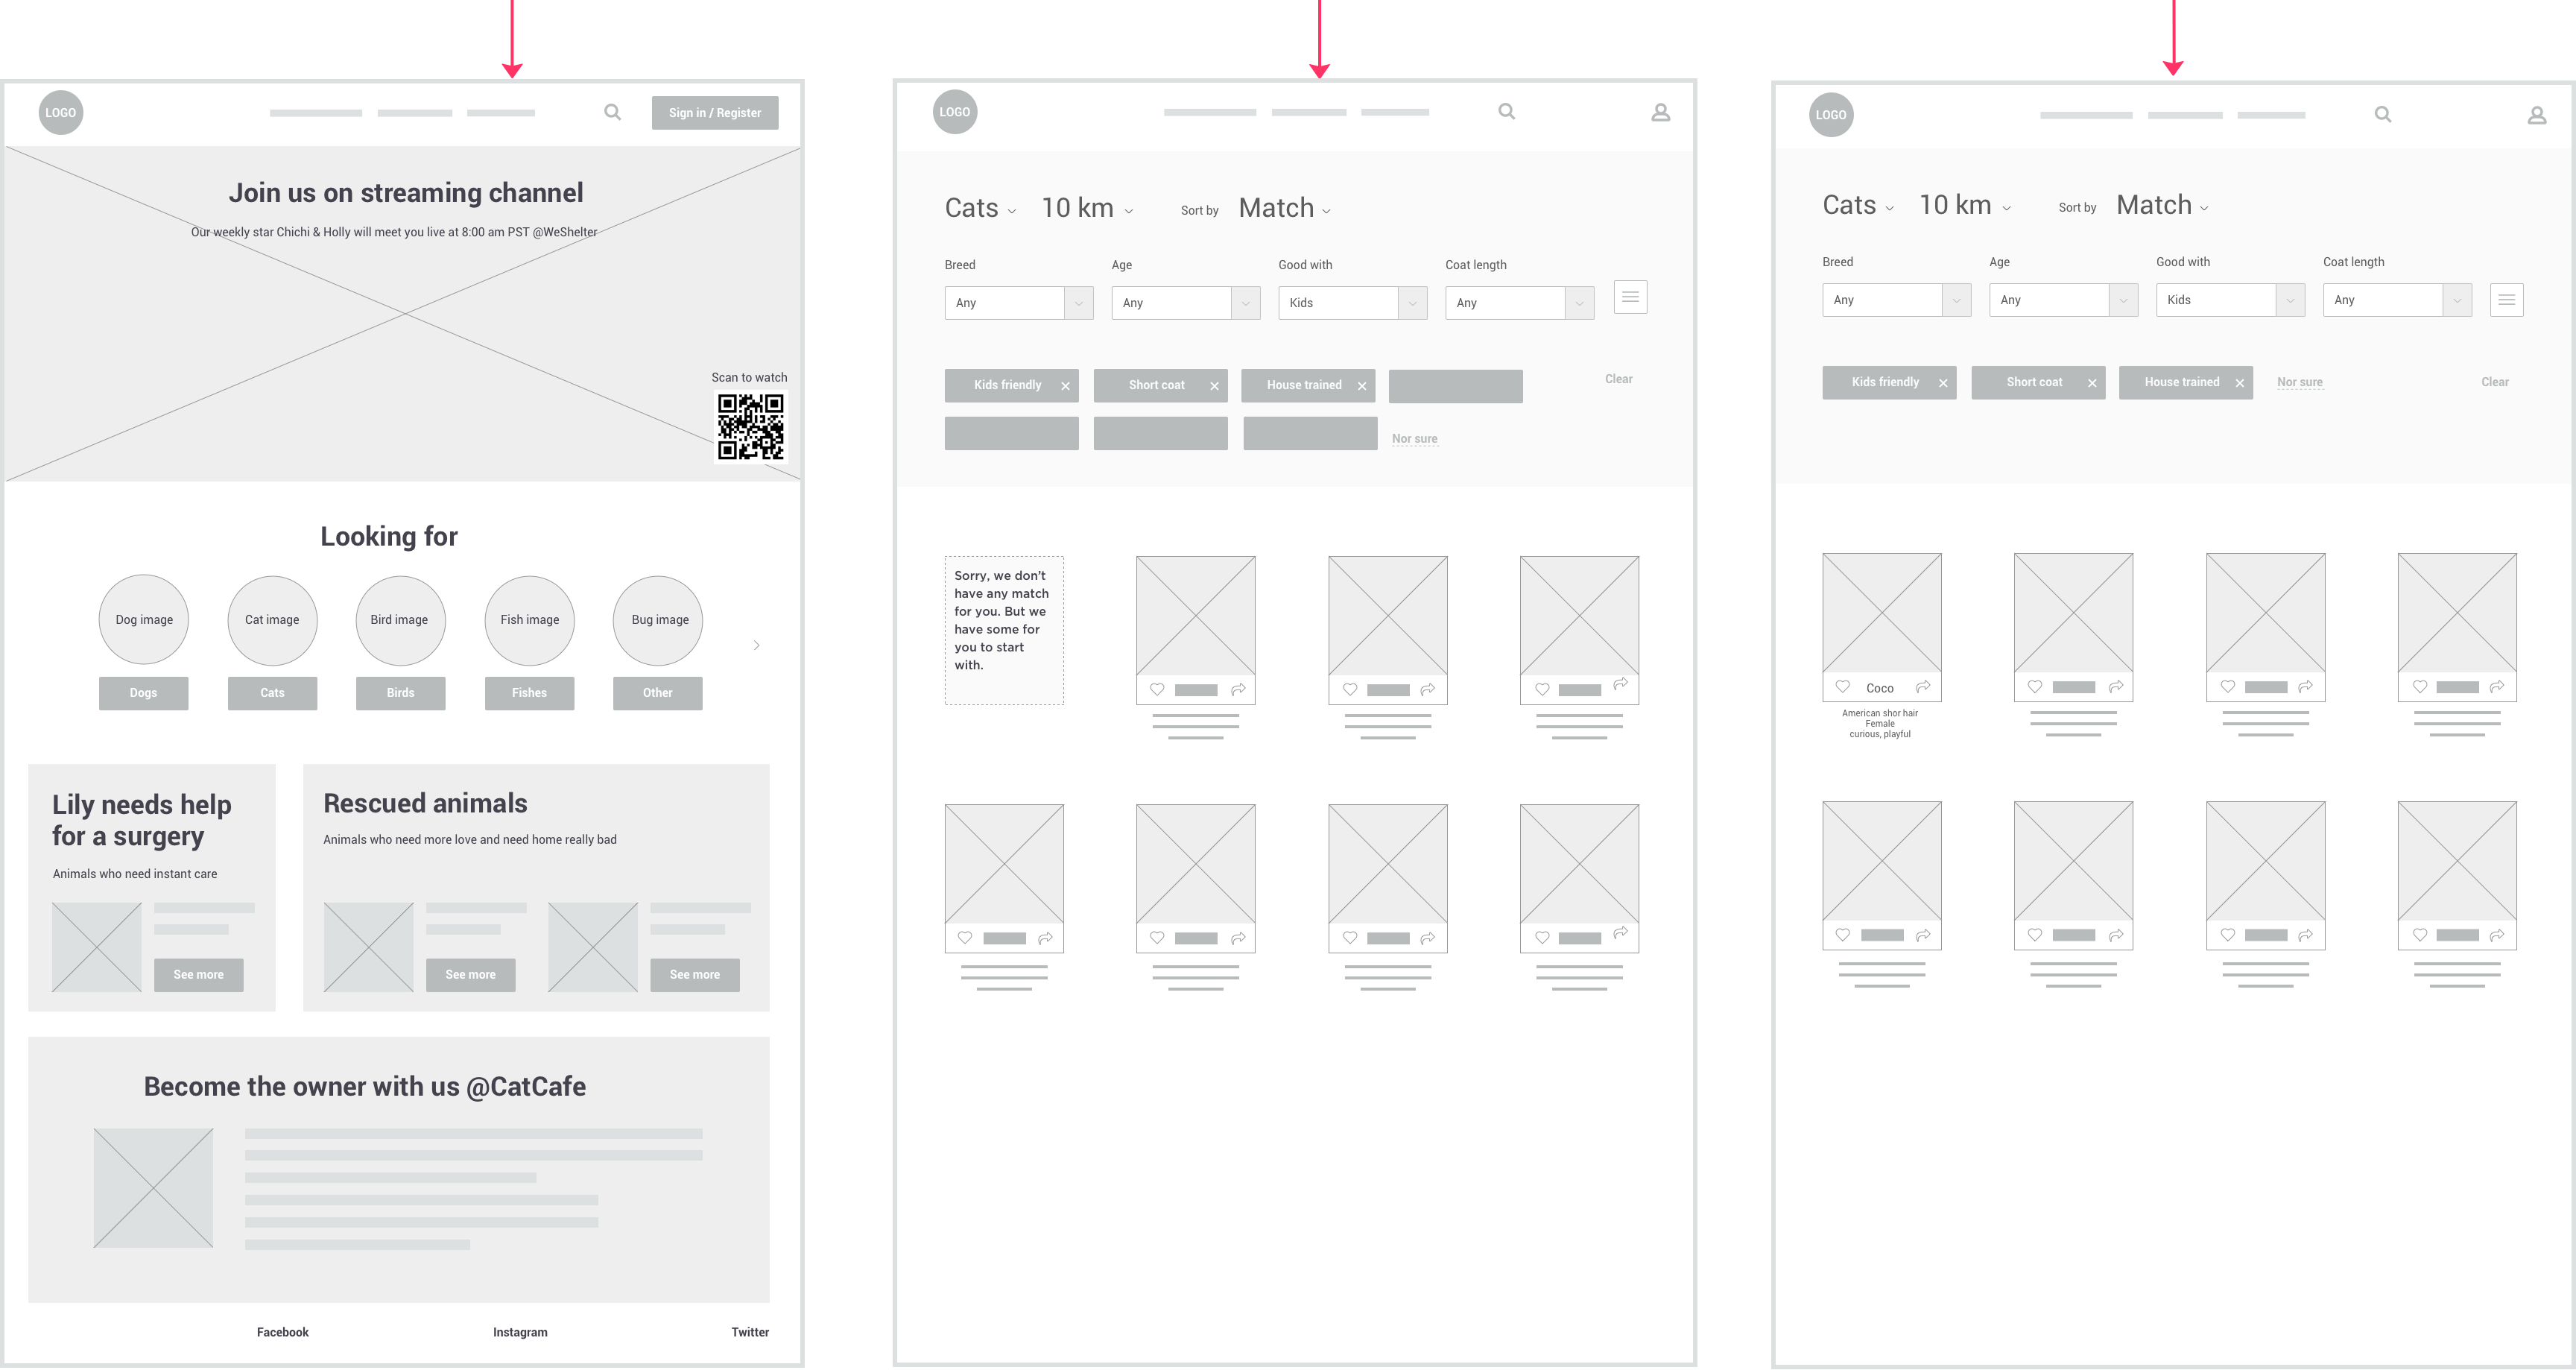 LOGO
Sign in / Register
Join us on streaming channel
Our weekly star Chichi & Holly will meet you live at 8:00 am PST @WeShelter
Scan to watch
Looking for
Dog image
Cat image
Bird image
Fish image
Bug image
Dogs
Cats
Birds
Fishes
Other
Lily needs help
for a surgery
Animals who need instant care
See more
Rescued animals
Animals who need more love and need home really bad
See more
See more
Become the owner with us @CatCafe
Facebook
Instagram
Twitter
LOGO
Cats
10 km
Sort by
Match
Breed
Age
Good with
Coat length
Any
Any
Kids
Any
Kids friendly
Short coat
House trained
Clear
Nor sure
Sorry, we don't
have any match
for you. But we
have some for
you to start
with.
LOGO
Cats
10 km
Sort by
Match
Breed
Age
Good with
Coat length
Any
Any
Kids
Any
Kids friendly
Short coat
House trained
Nor sure
Clear
Coco
American shor hair
Female
curious, playful